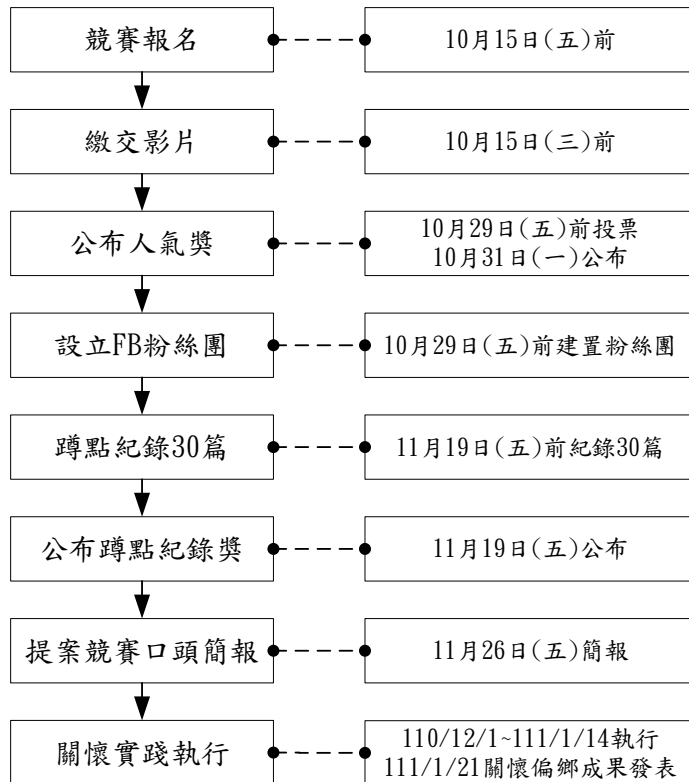 競賽報名
10月15日(五)前
繳交影片
10月15日(三)前
公布人氣獎
10月29日(五)前投票
10月31日(一)公布
設立FB粉絲團
10月29日(五)前建置粉絲團
蹲點紀錄30篇
11月19日(五)前紀錄30篇
公布蹲點紀錄獎
11月19日(五)公布
提案競賽口頭簡報
11月26日(五)簡報
關懷實踐執行
110/12/1~111/1/14執行
111/1/21關懷偏鄉成果發表